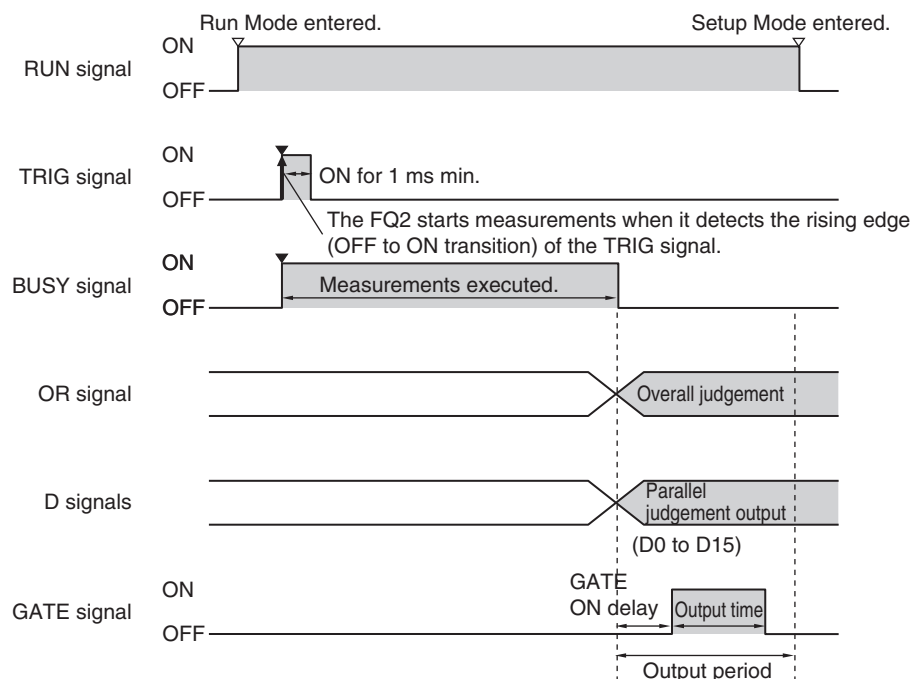 Run Mode entered. Setup Mode entered.
ON
RUN signal
OFF
ON
TRIG signal
ON for 1 ms min.
OFF
The FQ2 starts measurements when it detects the rising edge
(OFF to ON transition) of the TRIG signal.
ON
BUSY signal
Measurements executed.
OFF
OR signal
Overall judgement
D signals
Parallel
judgement output
(D0 to D15)
ON
GATE signal
OFF
GATE
ON delay
Output time
Output period